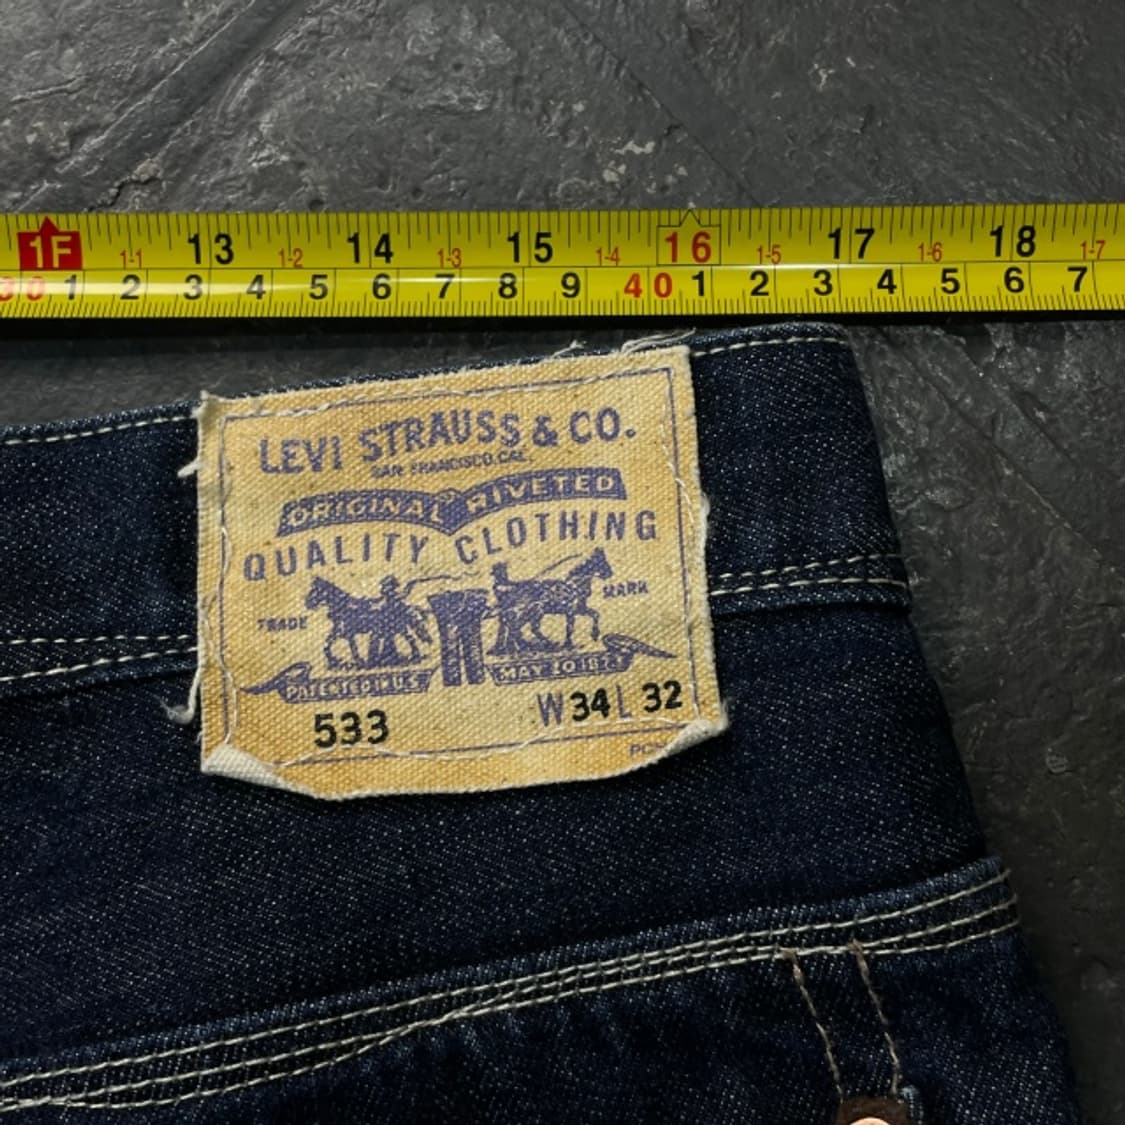 1F 1-1 13 1-2 14 1-3 15 1-4 16 1-5 17 1-6 18 1-7
1 2 3 4 5 6 7 8 9 40 1 2 3 4 5 6 7
LEVI STRAUSS & CO.
SAN FRANCISCO.CAL.
ORIGINAL RIVETED
QUALITY CLOTHING
TRADE MARK
PATENTED IN U.S. MAY 20 1873
533 W34 L 32